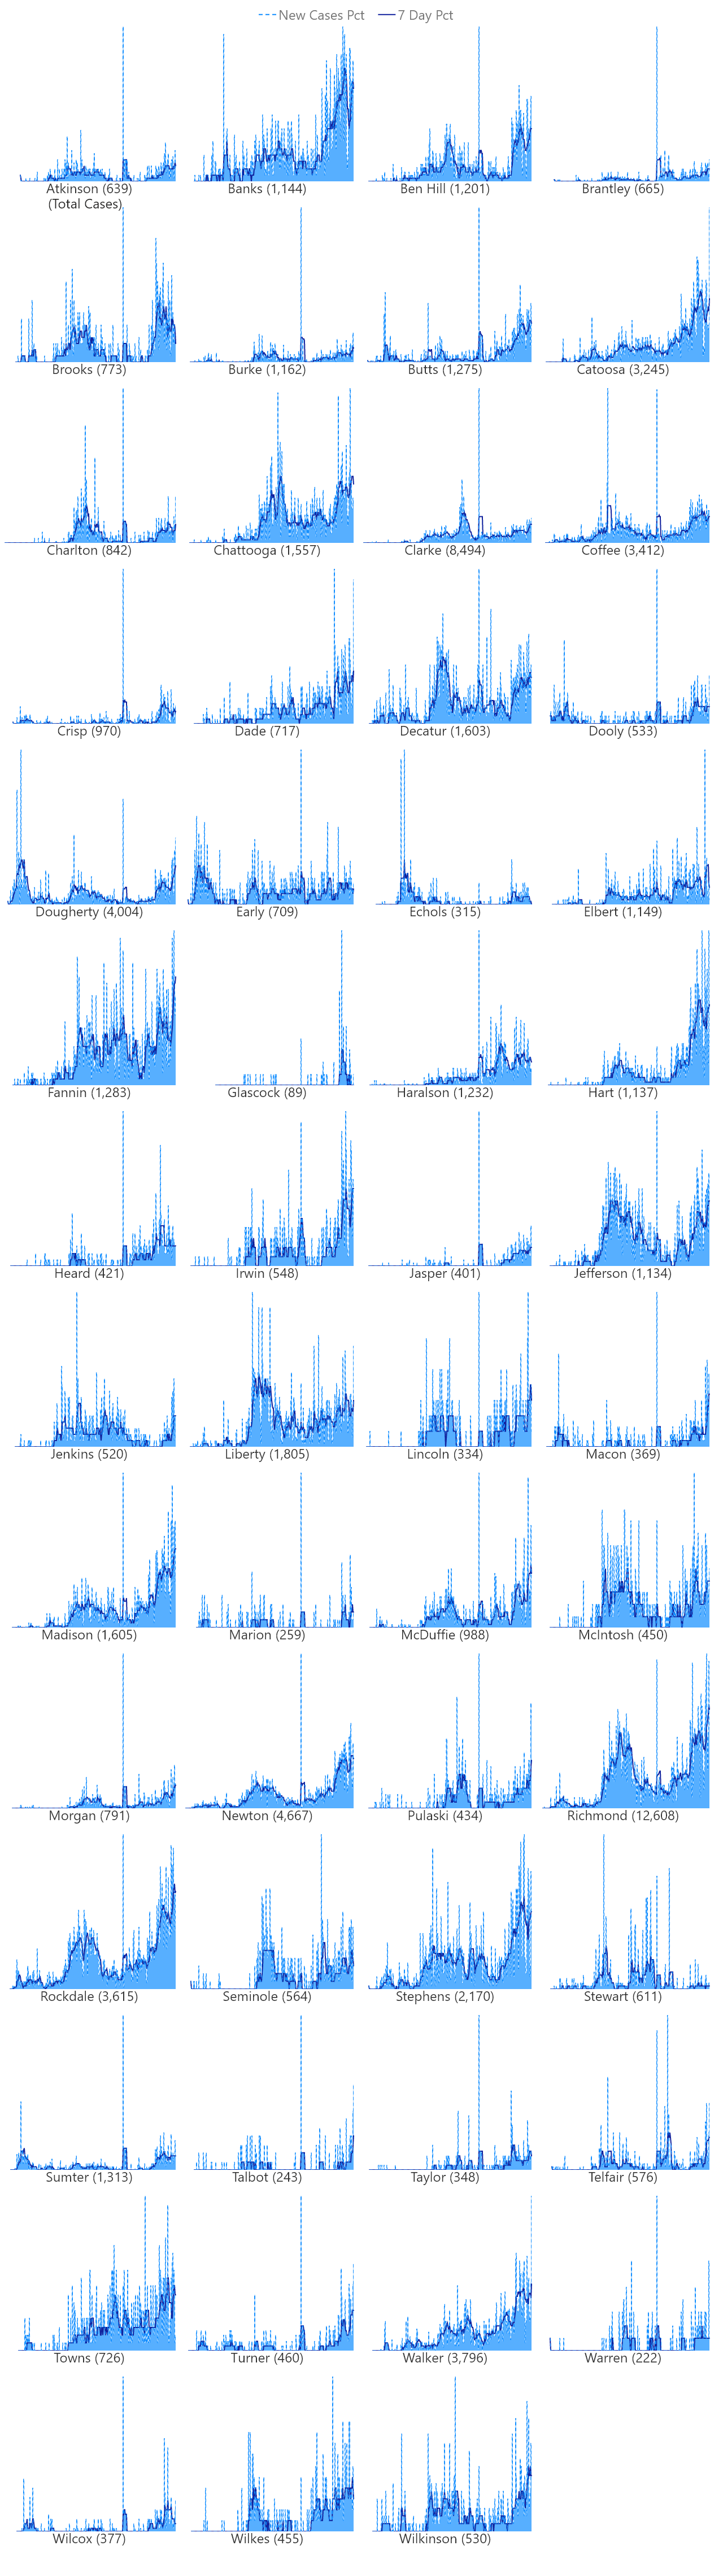 New Cases Pct 7 Day Pct
Atkinson (639) Banks (1,144) Ben Hill (1,201) Brantley (665)
(Total Cases)
Brooks (773) Burke (1,162) Butts (1,275) Catoosa (3,245)
Charlton (842) Chattooga (1,557) Clarke (8,494) Coffee (3,412)
Crisp (970) Dade (717) Decatur (1,603) Dooly (533)
Dougherty (4,004) Early (709) Echols (315) Elbert (1,149)
Fannin (1,283) Glascock (89) Haralson (1,232) Hart (1,137)
Heard (421) Irwin (548) Jasper (401) Jefferson (1,134)
Jenkins (520) Liberty (1,805) Lincoln (334) Macon (369)
Madison (1,605) Marion (259) McDuffie (988) McIntosh (450)
Morgan (791) Newton (4,667) Pulaski (434) Richmond (12,608)
Rockdale (3,615) Seminole (564) Stephens (2,170) Stewart (611)
Sumter (1,313) Talbot (243) Taylor (348) Telfair (576)
Towns (726) Turner (460) Walker (3,796) Warren (222)
Wilcox (377) Wilkes (455) Wilkinson (530)